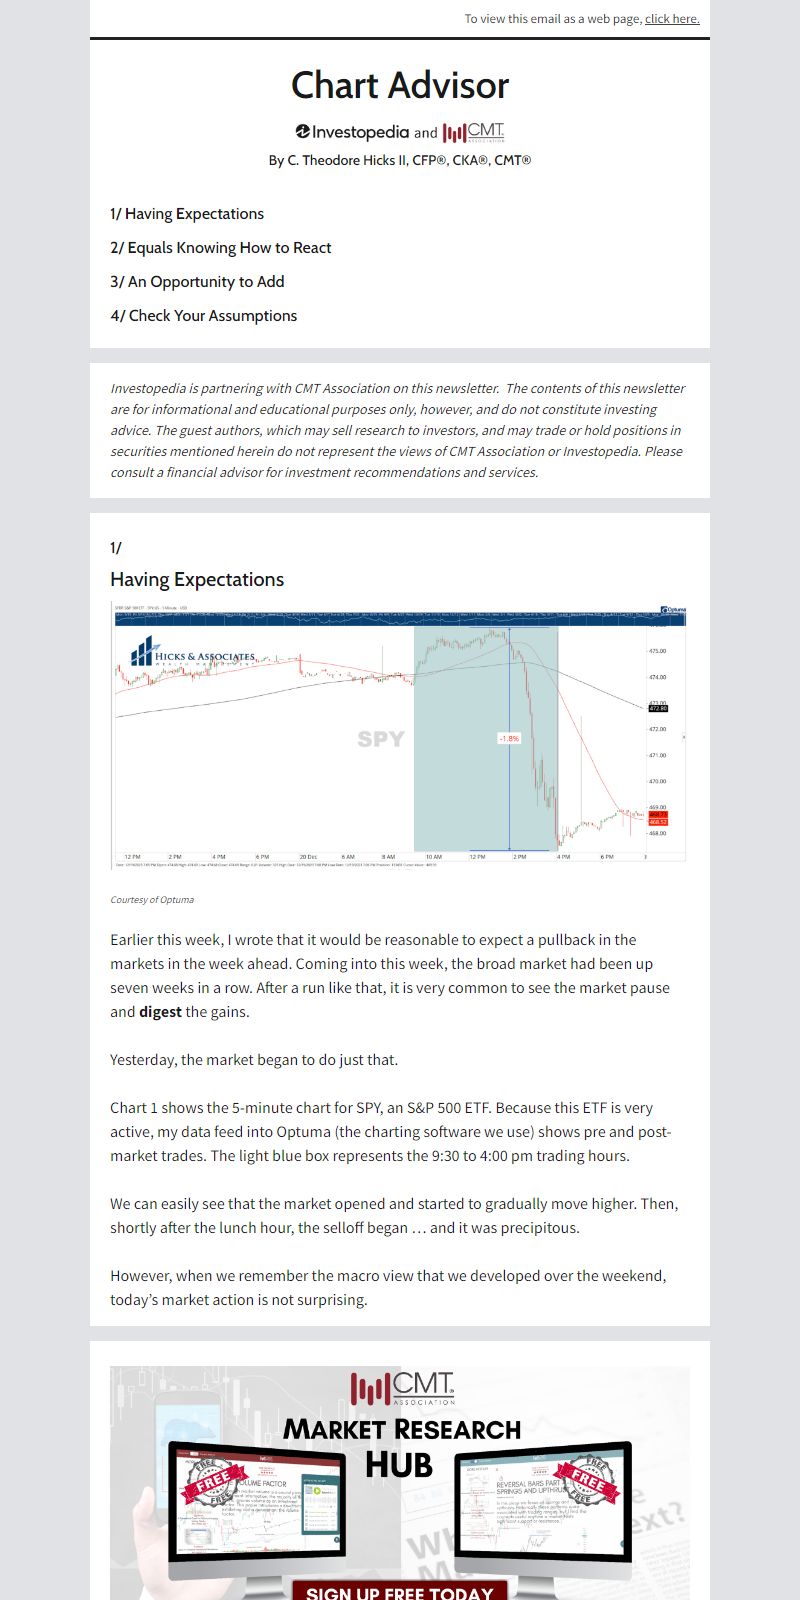 To view this email as a web page, click here.
Chart Advisor
Investopedia and CMT
ASSOCIATION
By C. Theodore Hicks II, CFP®, CKA®, CMT®
1/ Having Expectations
2/ Equals Knowing How to React
3/ An Opportunity to Add
4/ Check Your Assumptions
Investopedia is partnering with CMT Association on this newsletter.  The contents of this newsletter
are for informational and educational purposes only, however, and do not constitute investing
advice. The guest authors, which may sell research to investors, and may trade or hold positions in
securities mentioned herein do not represent the views of CMT Association or Investopedia. Please
consult a financial advisor for investment recommendations and services.
1/
Having Expectations
Optuma
HICKS & ASSOCIATES
WEALTH MANAGEMENT
SPY
-1.8%
475.00
474.00
473.00
472.80
472.00
471.00
470.00
469.00
468.57
468.00
12 PM 2 PM 4 PM 6 PM 20 Dec 6 AM 8 AM 10 AM 12 PM 2 PM 4 PM 6 PM
Courtesy of Optuma
Earlier this week, I wrote that it would be reasonable to expect a pullback in the
markets in the week ahead. Coming into this week, the broad market had been up
seven weeks in a row. After a run like that, it is very common to see the market pause
and digest the gains.
Yesterday, the market began to do just that.
Chart 1 shows the 5-minute chart for SPY, an S&P 500 ETF. Because this ETF is very
active, my data feed into Optuma (the charting software we use) shows pre and post-
market trades. The light blue box represents the 9:30 to 4:00 pm trading hours.
We can easily see that the market opened and started to gradually move higher. Then,
shortly after the lunch hour, the selloff began … and it was precipitous.
However, when we remember the macro view that we developed over the weekend,
today’s market action is not surprising.
CMT®
ASSOCIATION
MARKET RESEARCH
HUB
FREE
FREE
FREE
VOLUME FACTOR
FREE
FREE
FREE
REVERSAL BARS PART
SPRINGS AND UPTHRUST
SIGN UP FREE TODAY